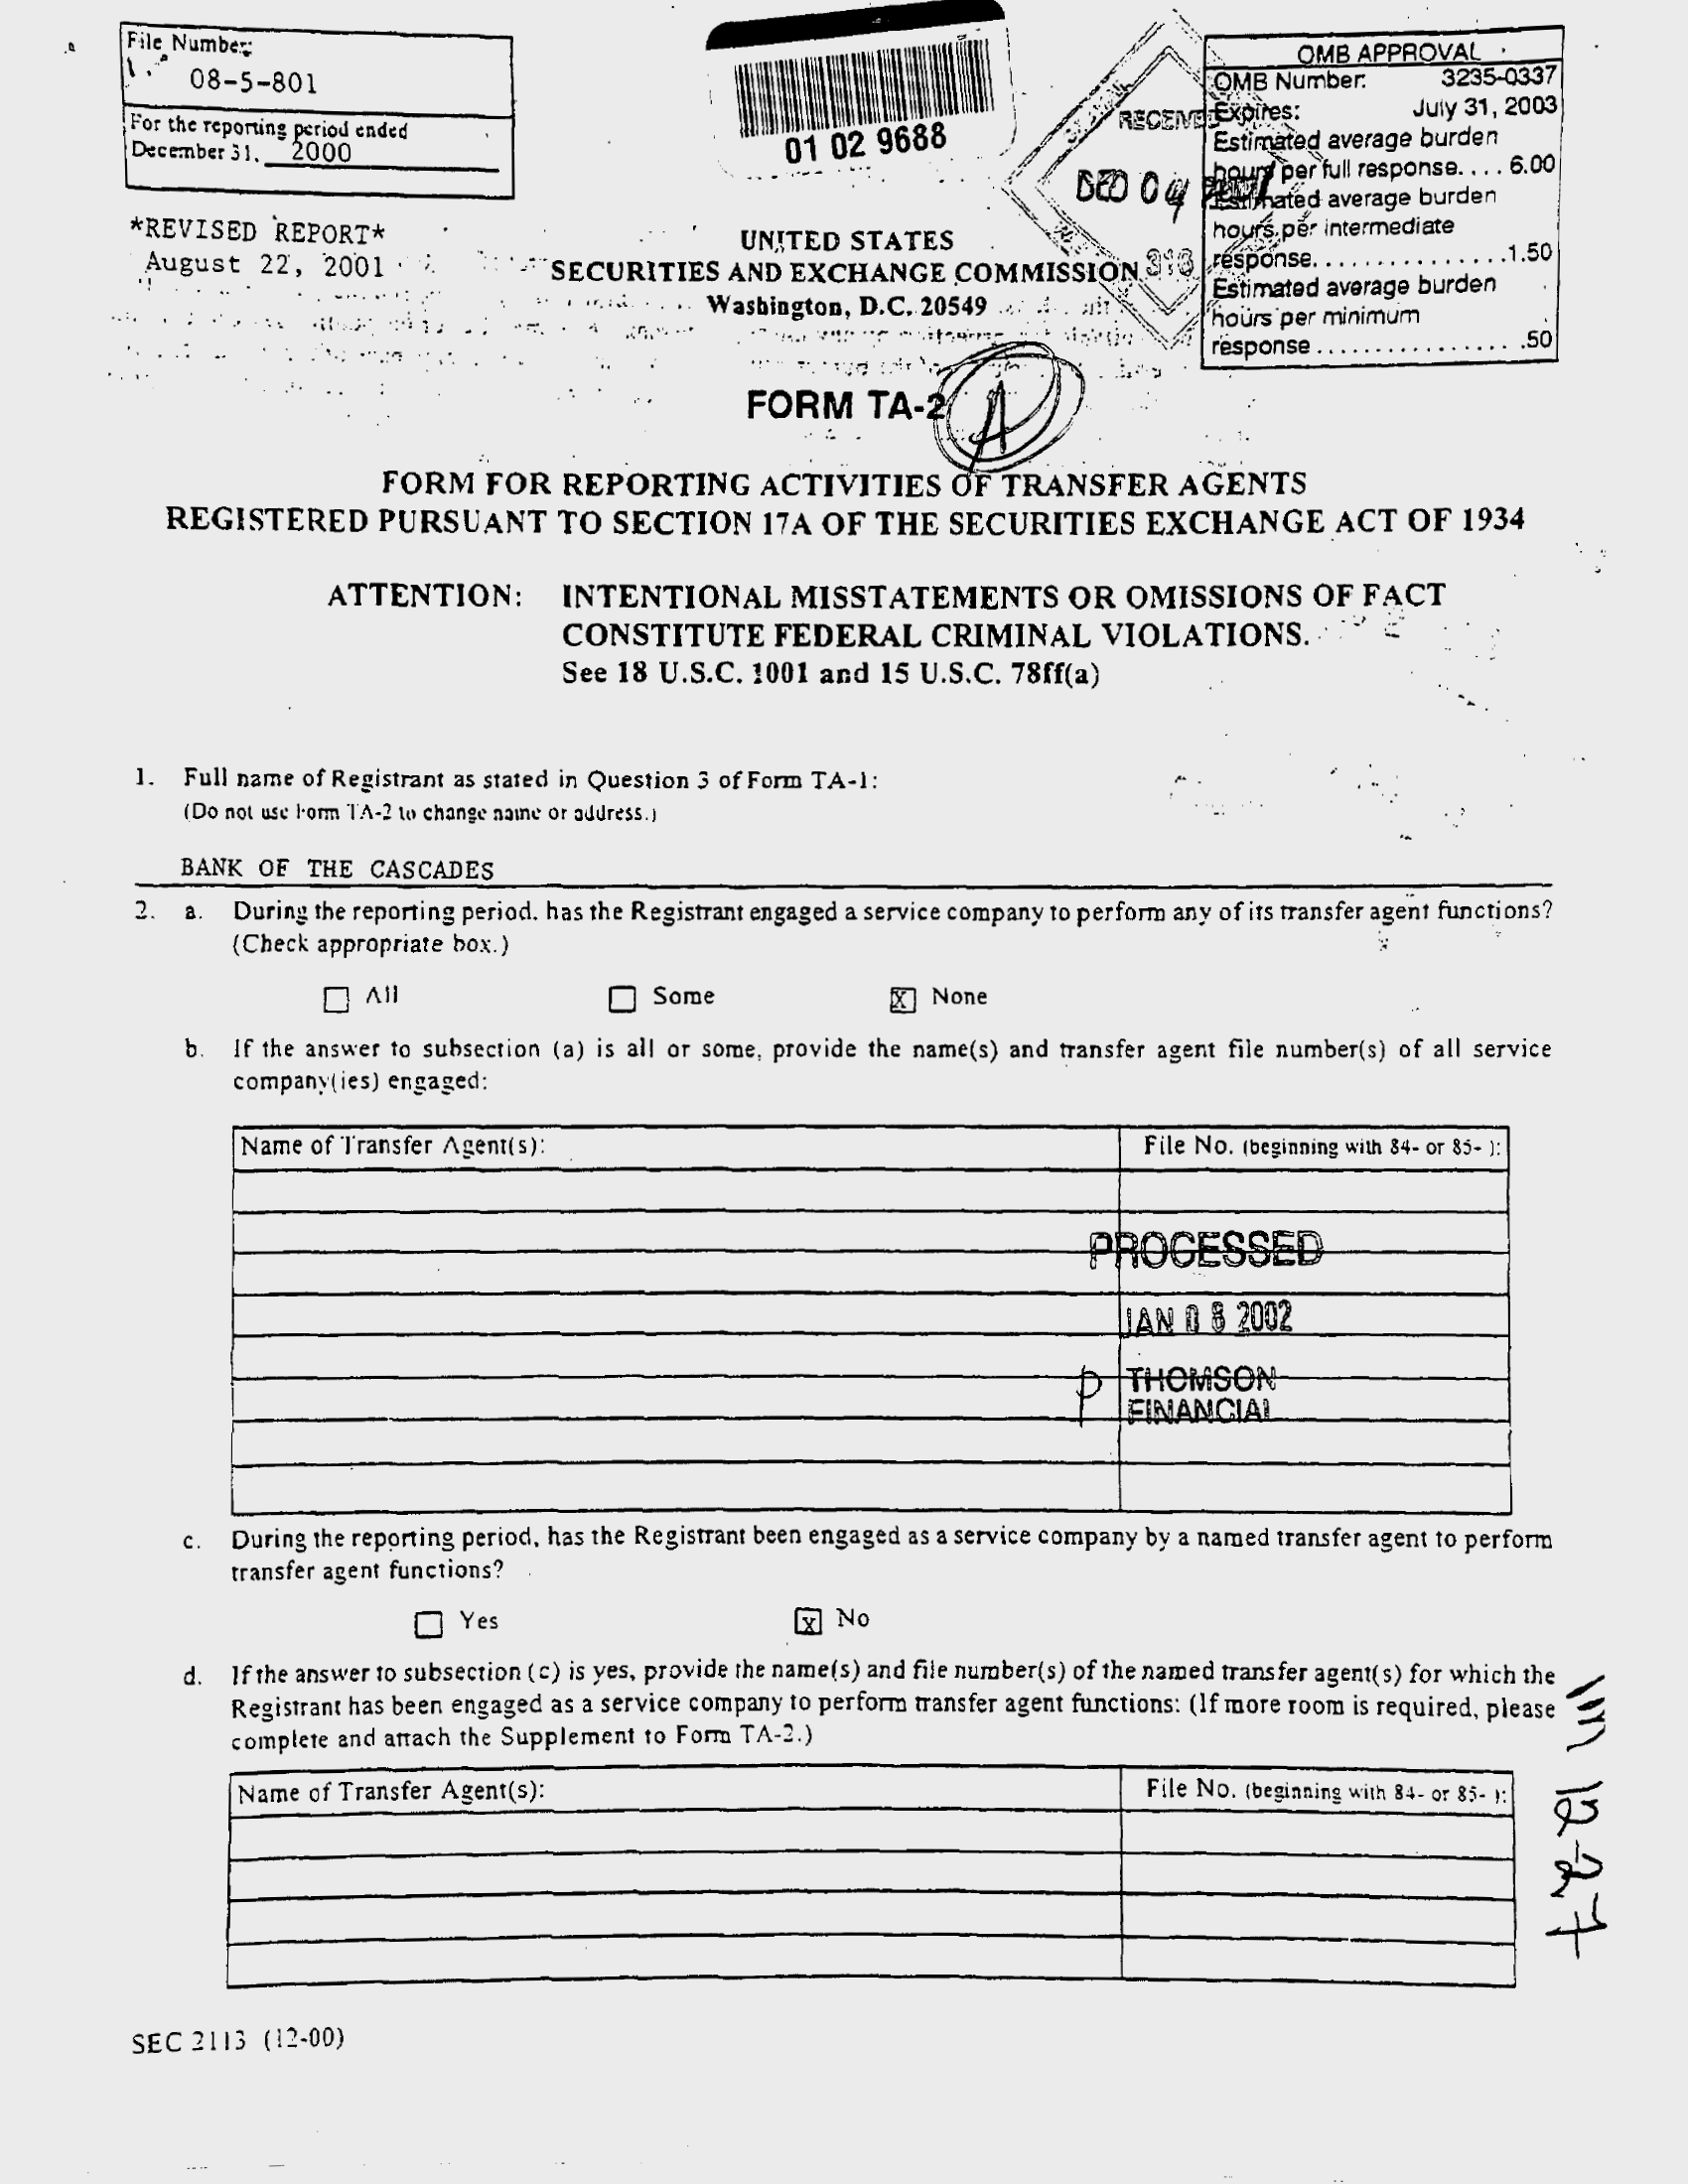 File Number:
08-5-801
For the reporting period ended
December 31, 2000
*REVISED REPORT*
August 22, 2001
01 02 9688
RECEIVED
DEC 04
318
OMB APPROVAL
OMB Number: 3235-0337
Expires: July 31, 2003
Estimated average burden
hours per full response. . . . 6.00
Estimated average burden
hours per intermediate
response. . . . . . . . . . . . . . .1.50
Estimated average burden
hours per minimum
response . . . . . . . . . . . . . . . . .50
UNITED STATES
SECURITIES AND EXCHANGE COMMISSION
Washington, D.C. 20549
FORM TA-2
A
FORM FOR REPORTING ACTIVITIES OF TRANSFER AGENTS
REGISTERED PURSUANT TO SECTION 17A OF THE SECURITIES EXCHANGE ACT OF 1934
ATTENTION: INTENTIONAL MISSTATEMENTS OR OMISSIONS OF FACT
CONSTITUTE FEDERAL CRIMINAL VIOLATIONS.
See 18 U.S.C. 1001 and 15 U.S.C. 78ff(a)
1. Full name of Registrant as stated in Question 3 of Form TA-1:
(Do not use Form TA-2 to change name or address.)
BANK OF THE CASCADES
2. a. During the reporting period, has the Registrant engaged a service company to perform any of its transfer agent functions?
(Check appropriate box.)
All Some X None
b. If the answer to subsection (a) is all or some, provide the name(s) and transfer agent file number(s) of all service
company(ies) engaged:
Name of Transfer Agent(s): File No. (beginning with 84- or 85- ):
PROCESSED
JAN 08 2002
P THOMSON
FINANCIAL
c. During the reporting period, has the Registrant been engaged as a service company by a named transfer agent to perform
transfer agent functions?
Yes X No
d. If the answer to subsection (c) is yes, provide the name(s) and file number(s) of the named transfer agent(s) for which the
Registrant has been engaged as a service company to perform transfer agent functions: (If more room is required, please
complete and attach the Supplement to Form TA-2.)
Name of Transfer Agent(s): File No. (beginning with 84- or 85- ):
12-27
SEC 2113 (12-00)